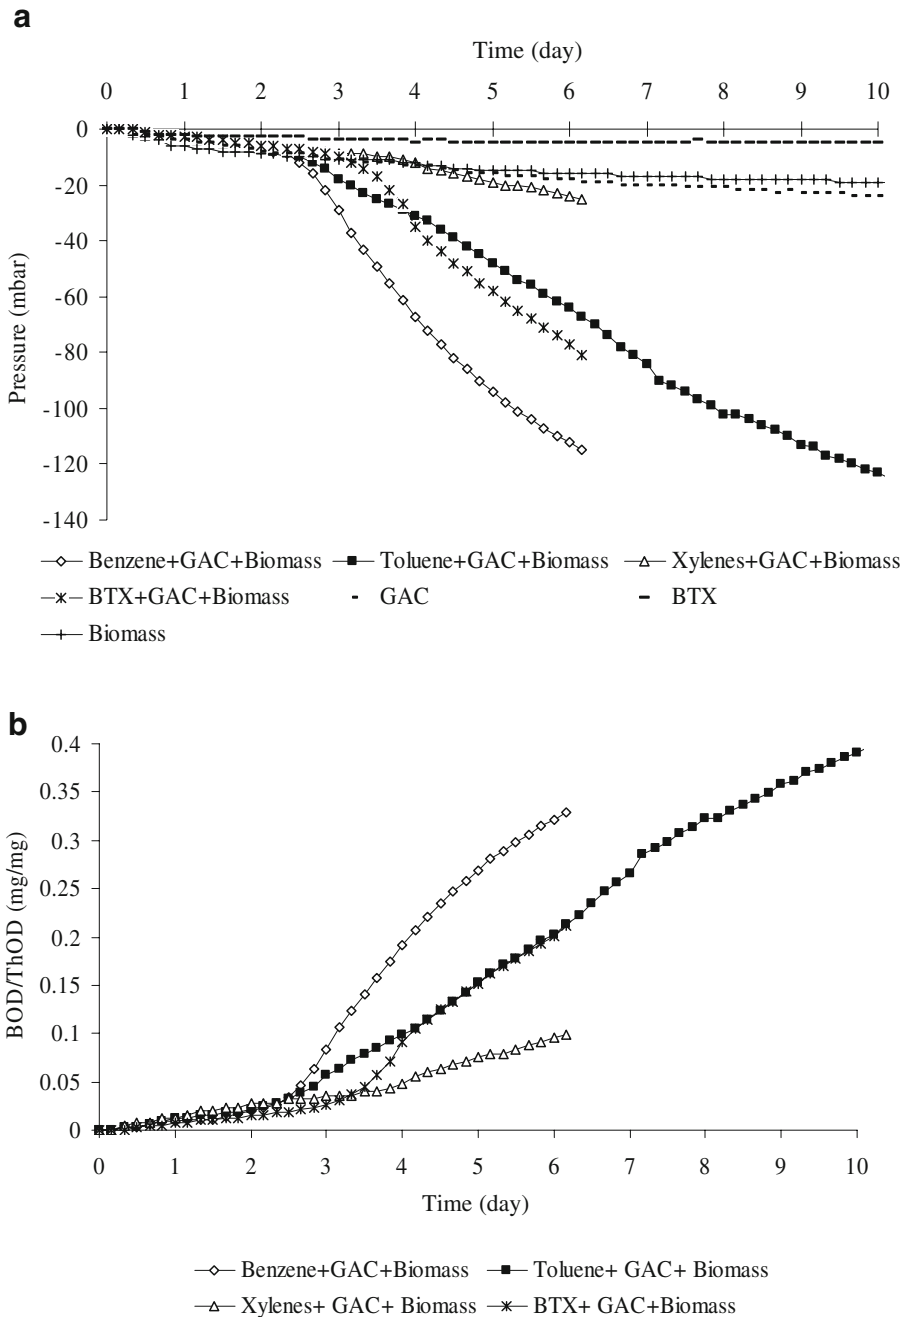 a
Time (day)
0 1 2 3 4 5 6 7 8 9 10
0
-20
-40
-60
-80
-100
-120
-140
Pressure (mbar)
Benzene+GAC+Biomass Toluene+GAC+Biomass Xylenes+GAC+Biomass
BTX+GAC+Biomass GAC BTX
Biomass
b
0.4
0.35
0.3
0.25
0.2
0.15
0.1
0.05
0
BOD/ThOD (mg/mg)
0 1 2 3 4 5 6 7 8 9 10
Time (day)
Benzene+GAC+Biomass Toluene+ GAC+ Biomass
Xylenes+ GAC+ Biomass BTX+ GAC+Biomass